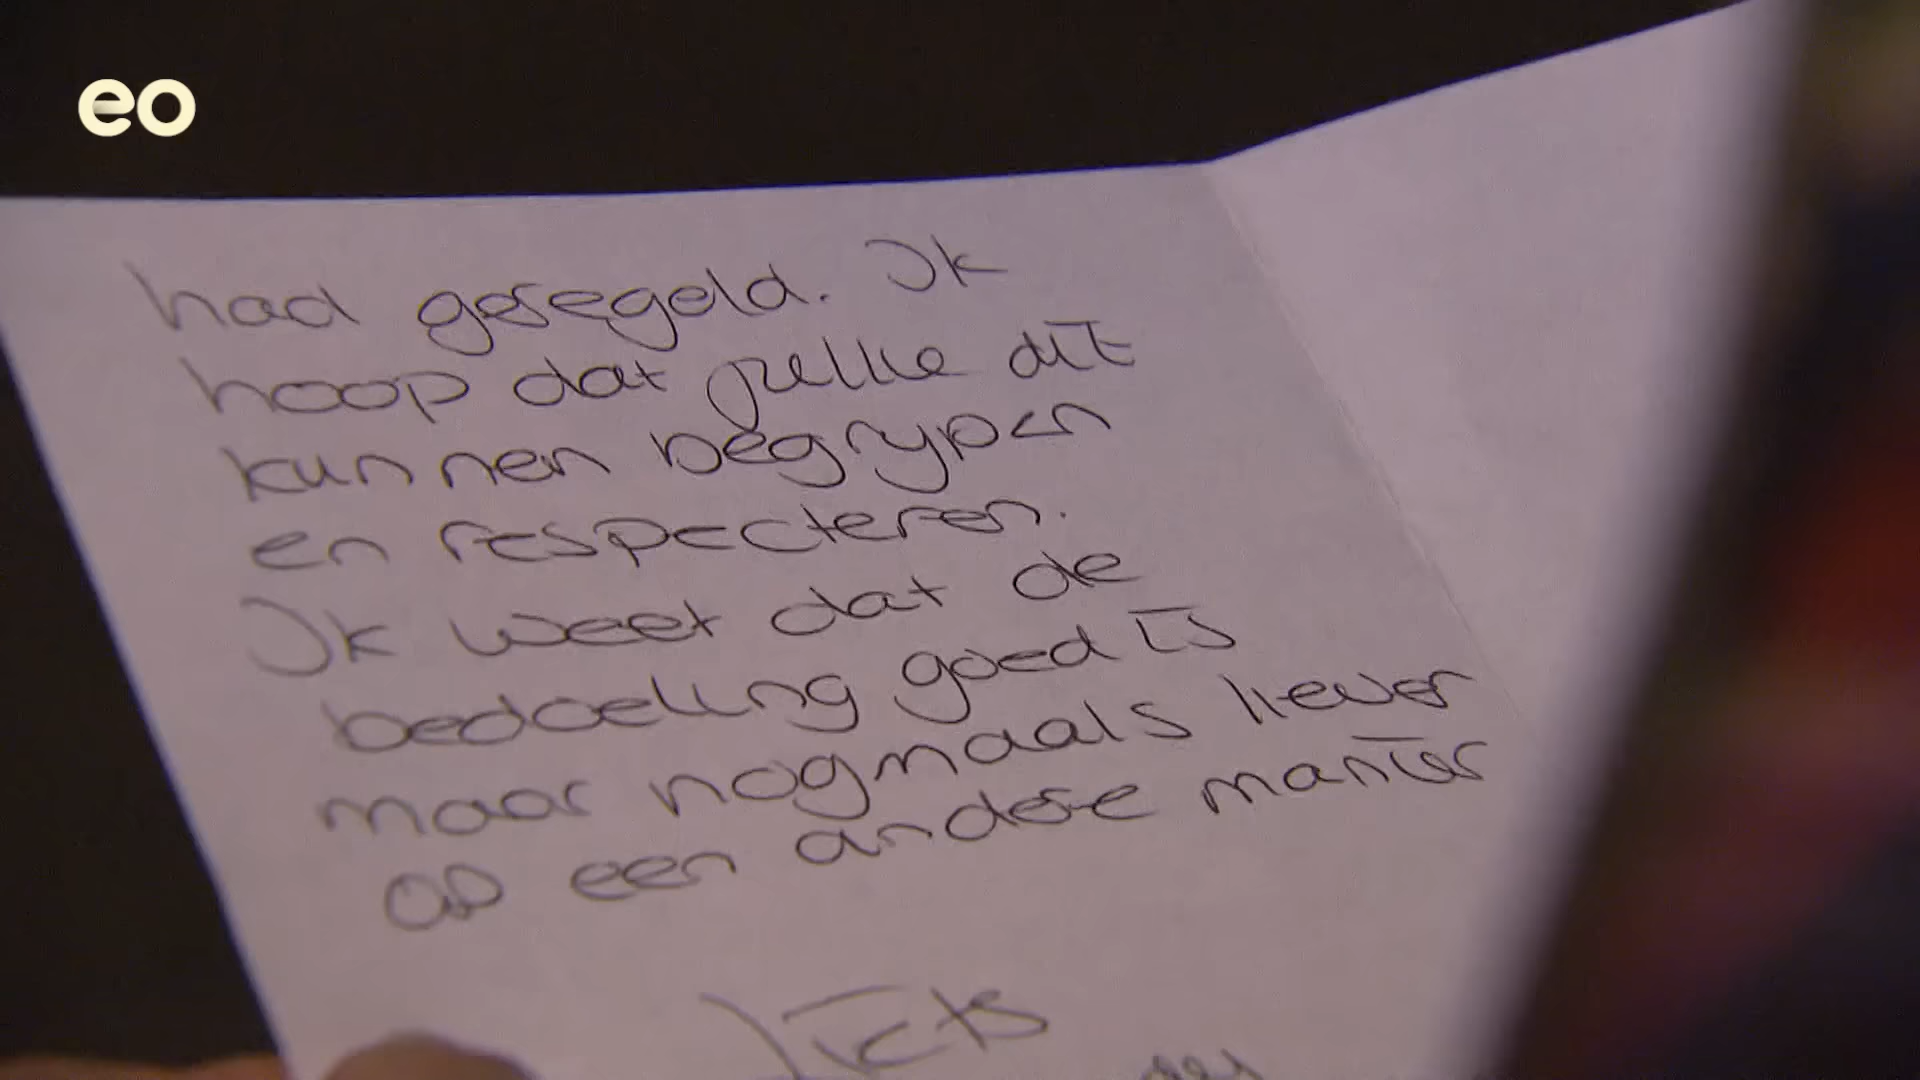 eo
had geregeld. Ik
hoop dat jullie dit
kunnen begrijpen
en respecteren.
Ik weet dat de
bedoeling goed is
maar nogmaals liever
op een andere manier